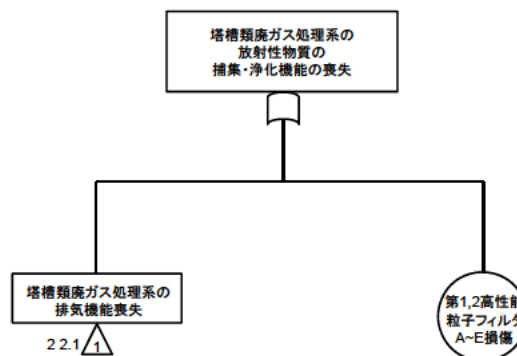 塔槽類廃ガス処理系の
放射性物質の
捕集・浄化機能の喪失
塔槽類廃ガス処理系の
排気機能喪失
2 2.1
1
第1,2高性能
粒子フィルタ
A~E損傷